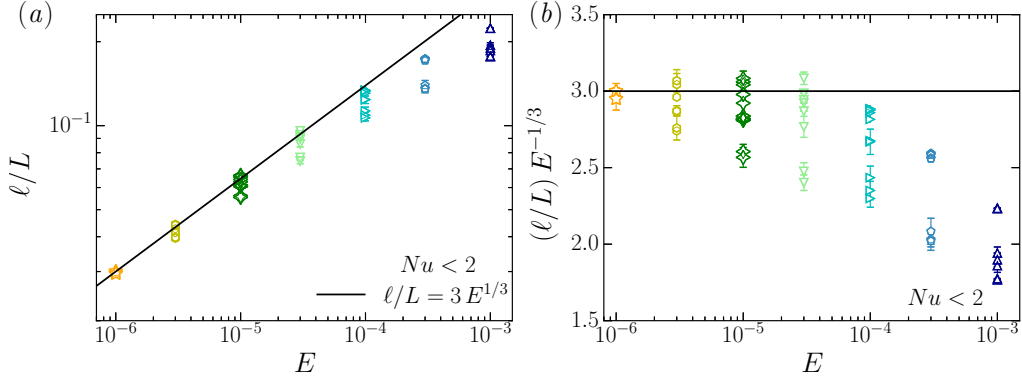 (a)
ℓ/L
10⁻¹
Nu < 2
ℓ/L = 3 E^{1/3}
10⁻⁶ 10⁻⁵ 10⁻⁴ 10⁻³
E
(b)
(ℓ/L) E^{−1/3}
3.5
3.0
2.5
2.0
1.5
Nu < 2
10⁻⁶ 10⁻⁵ 10⁻⁴ 10⁻³
E